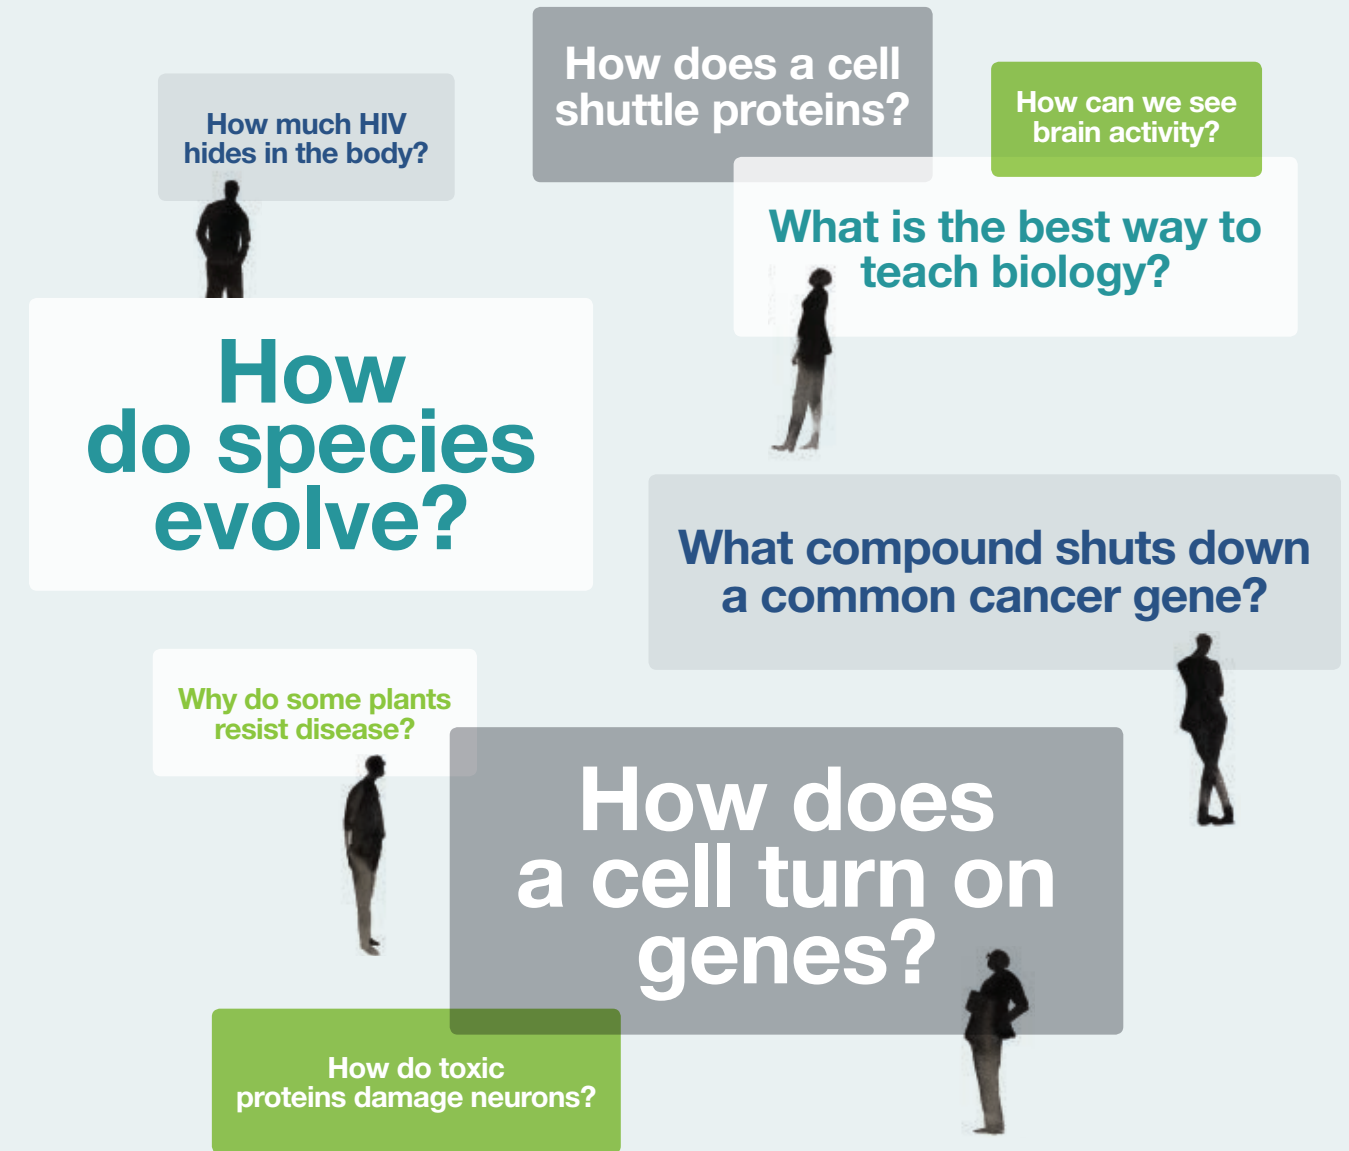 How does a cell
shuttle proteins?
How can we see
brain activity?
How much HIV
hides in the body?
What is the best way to
teach biology?
How
do species
evolve?
What compound shuts down
a common cancer gene?
Why do some plants
resist disease?
How does
a cell turn on
genes?
How do toxic
proteins damage neurons?